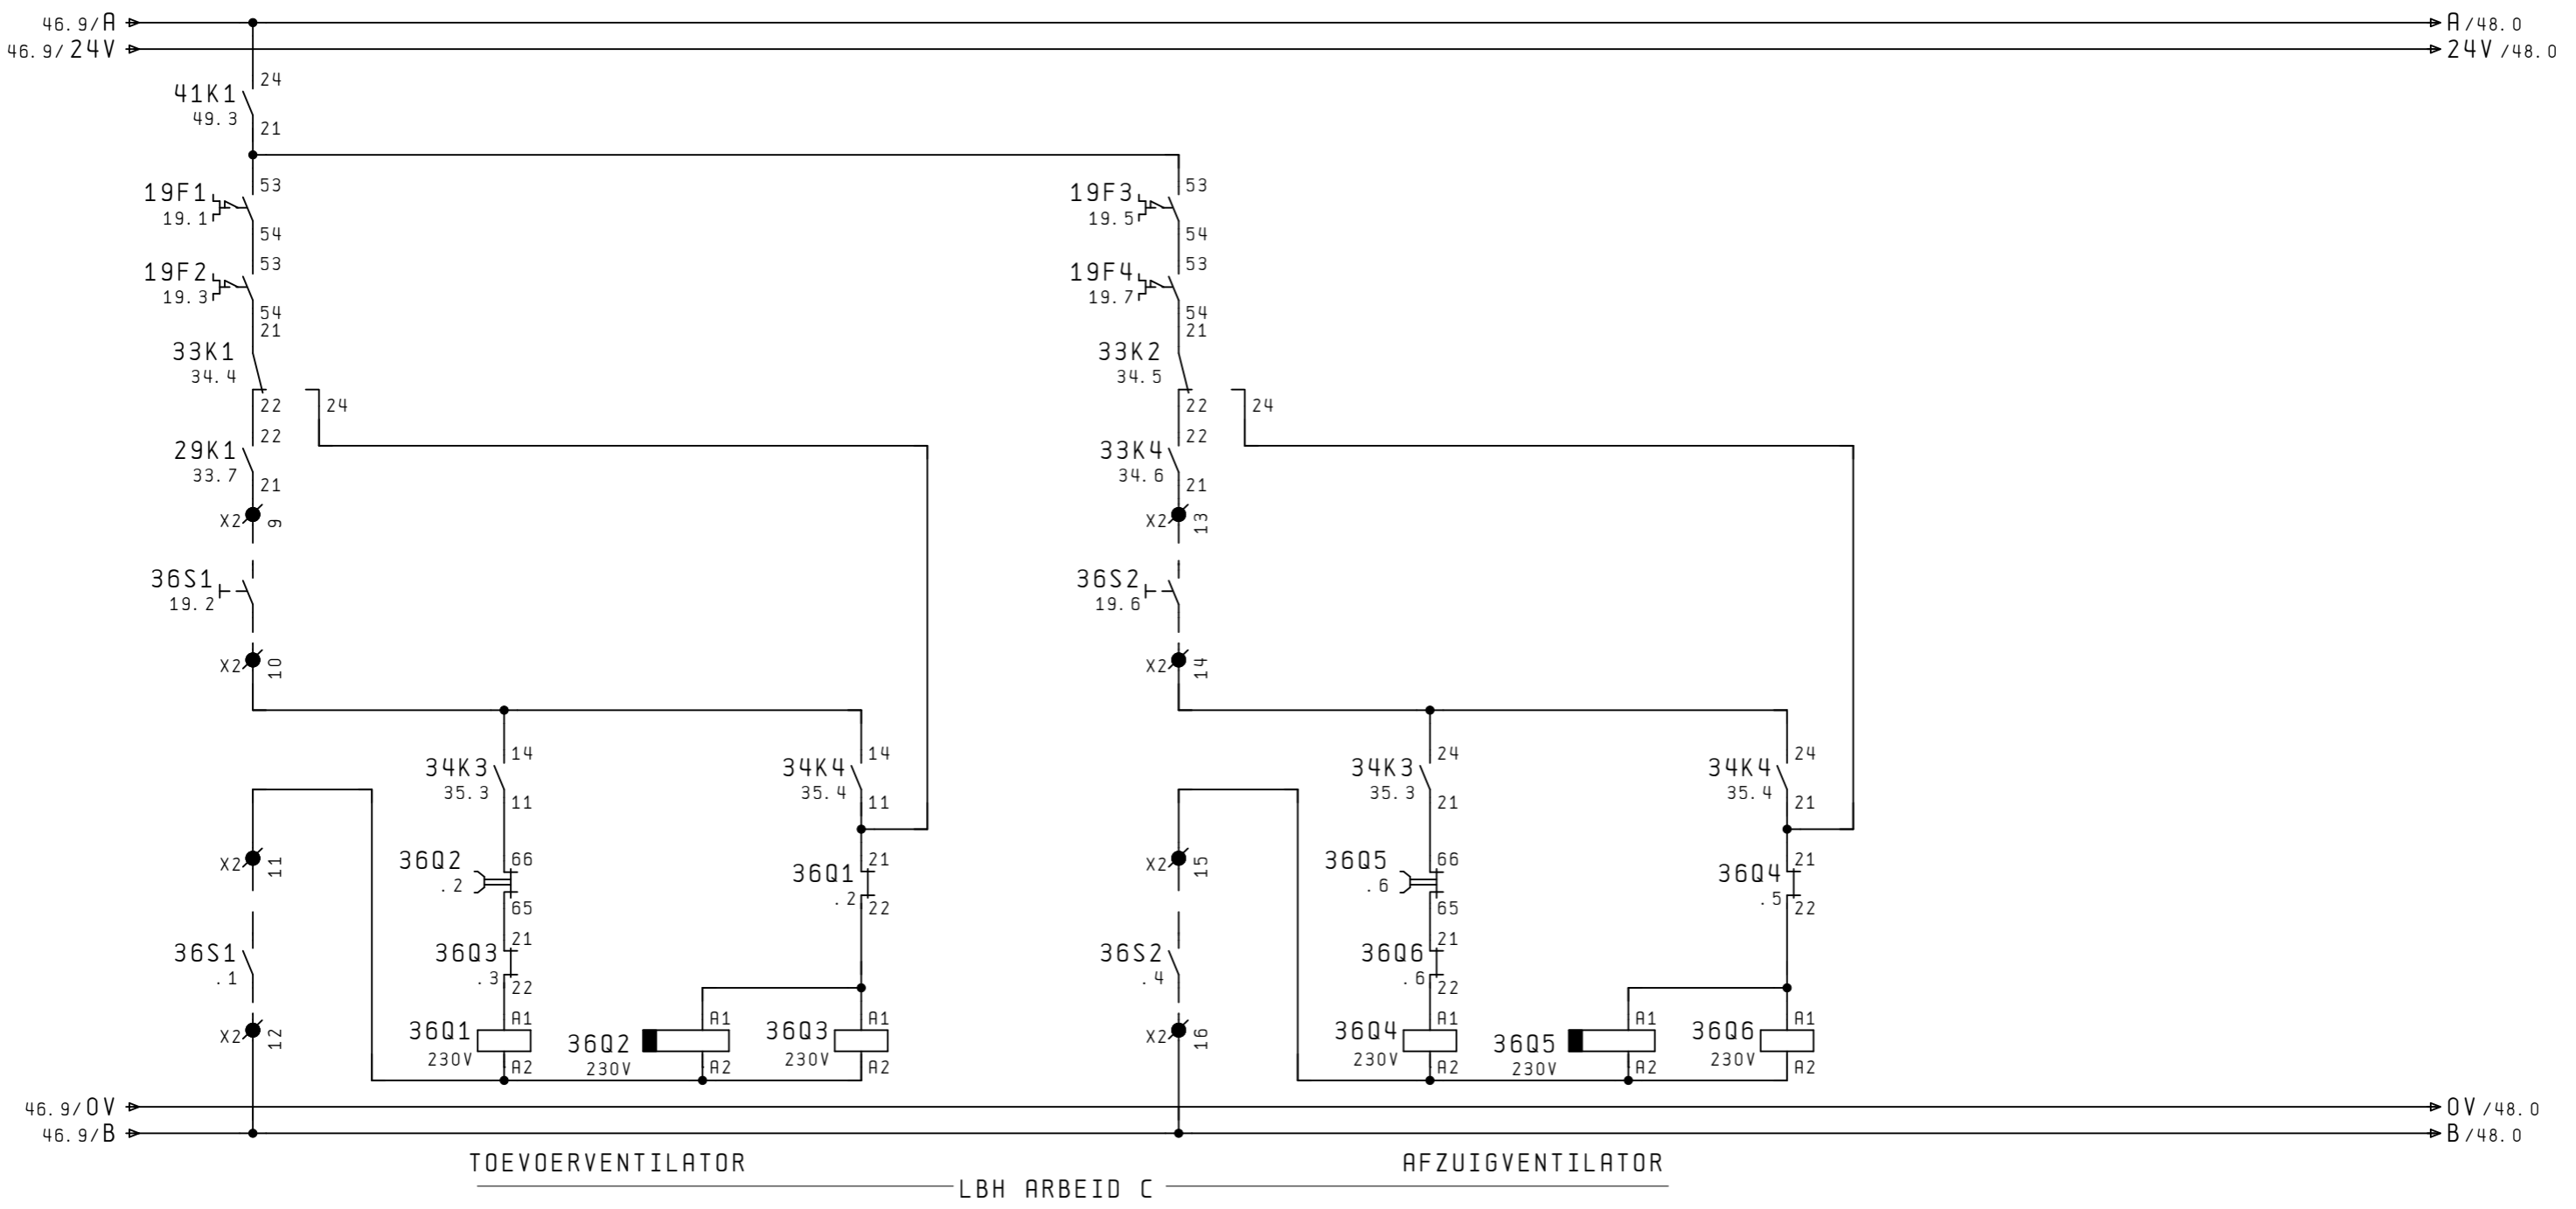 46.9/A A/48.0
46.9/24V 24V/48.0
24
41K1
49.3
21
53 53
19F1 19F3
19.1 19.5
54 54
53 53
19F2 19F4
19.3 19.7
54 54
21 21
33K1 33K2
34.4 34.5
22 24 22 24
22 22
29K1 33K4
33.7 34.6
21 21
X2 9 X2 13
36S1 36S2
19.2 19.6
X2 10 X2 14
14 14 24 24
34K3 34K4 34K3 34K4
35.3 35.4 35.3 35.4
11 11 21 21
X2 11 36Q2 66 21 X2 15 36Q5 66 21
.2 36Q1 .6 36Q4
.2 .5
65 22 65 22
21 21
36S1 36Q3 36S2 36Q6
.1 .3 .4 .6
22 22
A1 A1 A1 A1 A1 A1
X2 12 36Q1 36Q2 36Q3 X2 16 36Q4 36Q5 36Q6
230V 230V 230V 230V 230V 230V
A2 A2 A2 A2 A2 A2
46.9/0V 0V/48.0
46.9/B B/48.0
TOEVOERVENTILATOR AFZUIGVENTILATOR
LBH ARBEID C